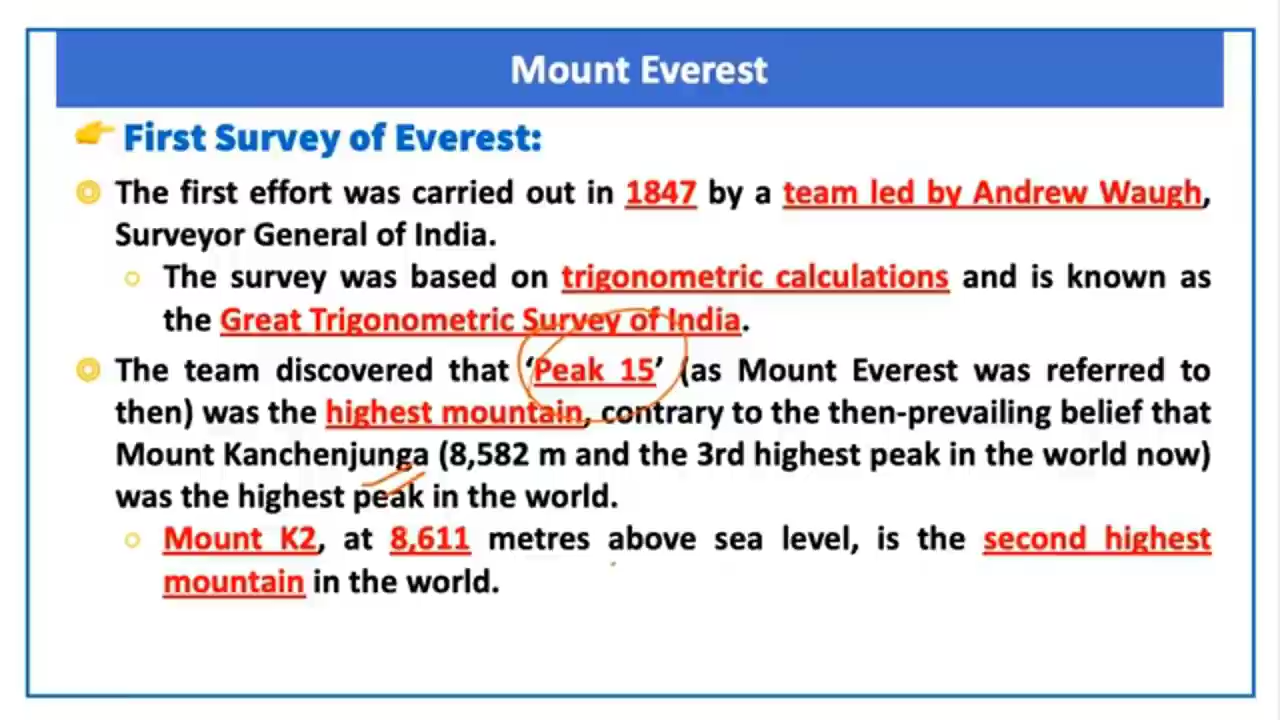 Mount Everest
First Survey of Everest:
The first effort was carried out in 1847 by a team led by Andrew Waugh,
Surveyor General of India.
The survey was based on trigonometric calculations and is known as
the Great Trigonometric Survey of India.
The team discovered that ‘Peak 15’ (as Mount Everest was referred to
then) was the highest mountain, contrary to the then-prevailing belief that
Mount Kanchenjunga (8,582 m and the 3rd highest peak in the world now)
was the highest peak in the world.
Mount K2, at 8,611 metres above sea level, is the second highest
mountain in the world.